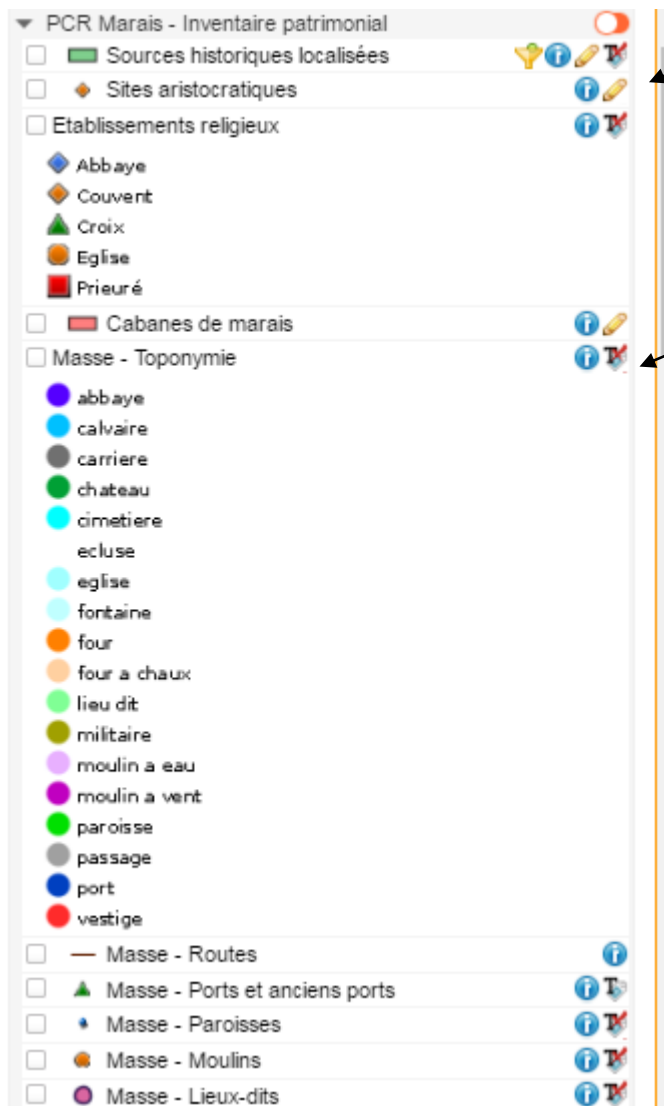 PCR Marais - Inventaire patrimonial
Sources historiques localisées
Sites aristocratiques
Etablissements religieux
Abbaye
Couvent
Croix
Eglise
Prieuré
Cabanes de marais
Masse - Toponymie
abbaye
calvaire
carriere
chateau
cimetiere
ecluse
eglise
fontaine
four
four a chaux
lieu dit
militaire
moulin a eau
moulin a vent
paroisse
passage
port
vestige
Masse - Routes
Masse - Ports et anciens ports
Masse - Paroisses
Masse - Moulins
Masse - Lieux-dits